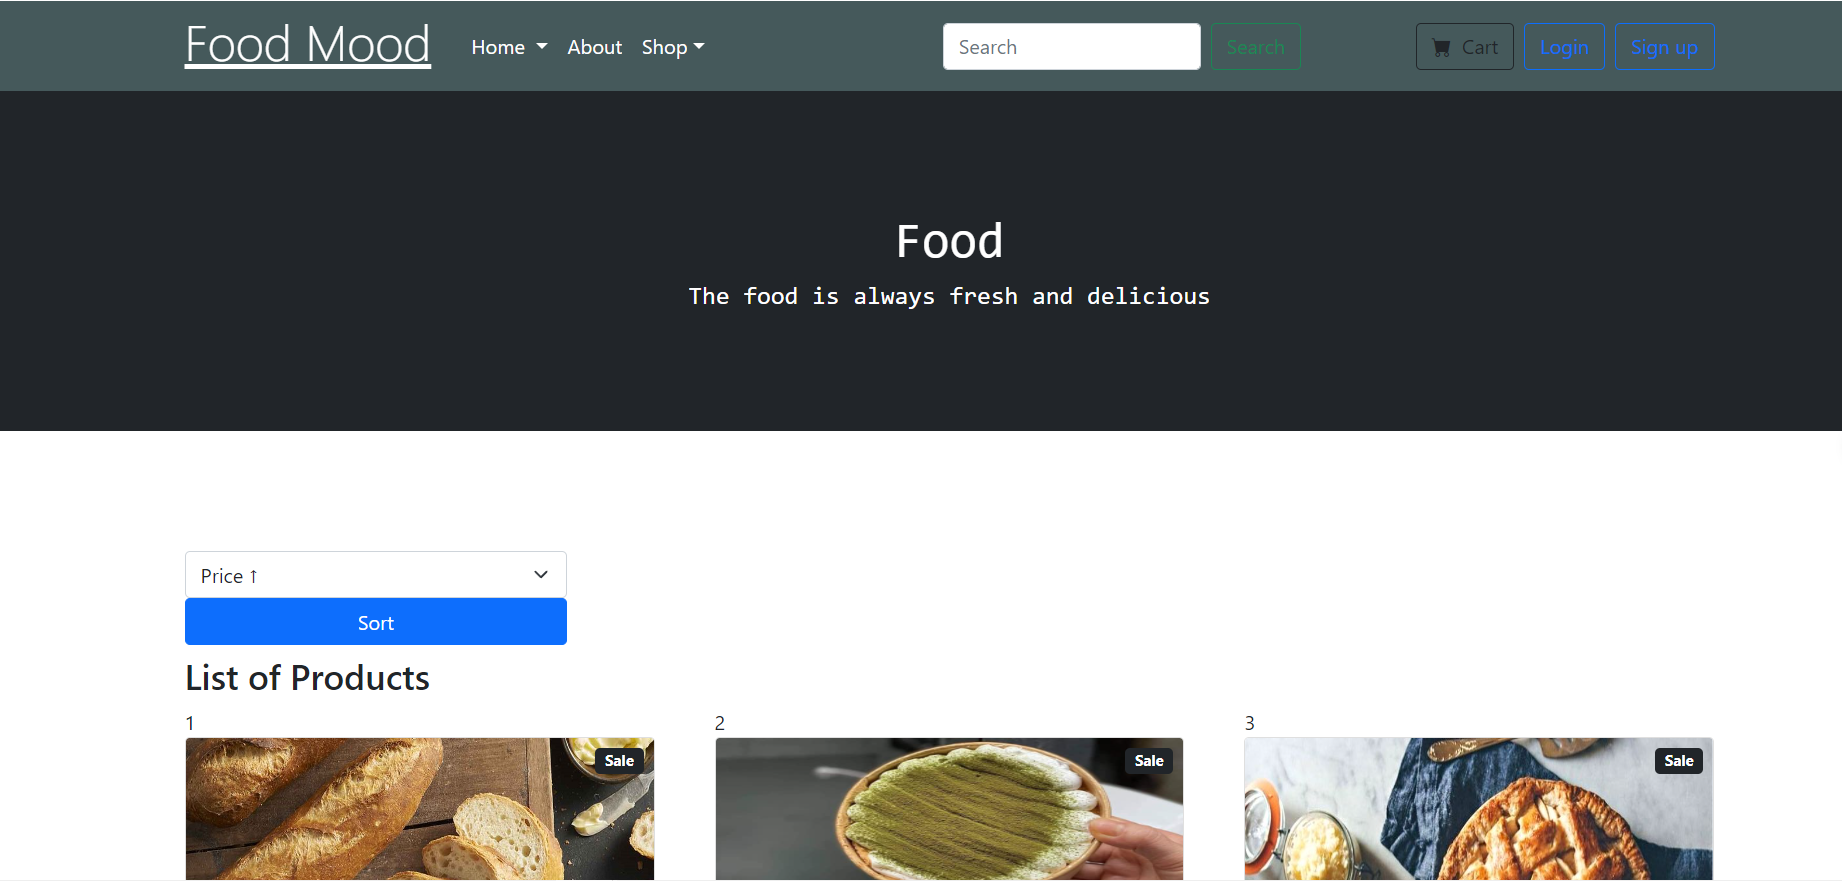 Food Mood Home About Shop Search Search Cart Login Sign up
Food
The food is always fresh and delicious
Price ↑
Sort
List of Products
1 2 3
Sale Sale Sale